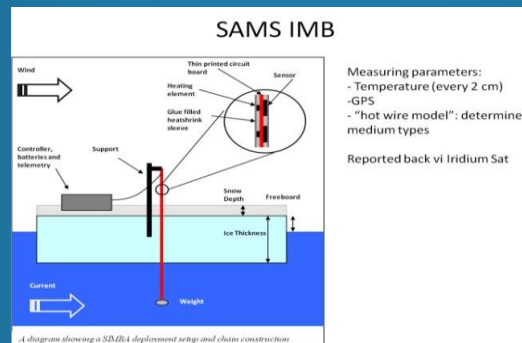 SAMS IMB
Wind
Thin printed circuit
board
Sensor
Heating
element
Glue filled
heatshrink
sleeve
Controller,
batteries and
telemetry
Support
Snow
Depth
Freeboard
Ice Thickness
Current
Weight
A diagram showing a SIMBA deployment setup and chain construction
Measuring parameters:
- Temperature (every 2 cm)
-GPS
- “hot wire model”: determine
medium types
Reported back vi Iridium Sat